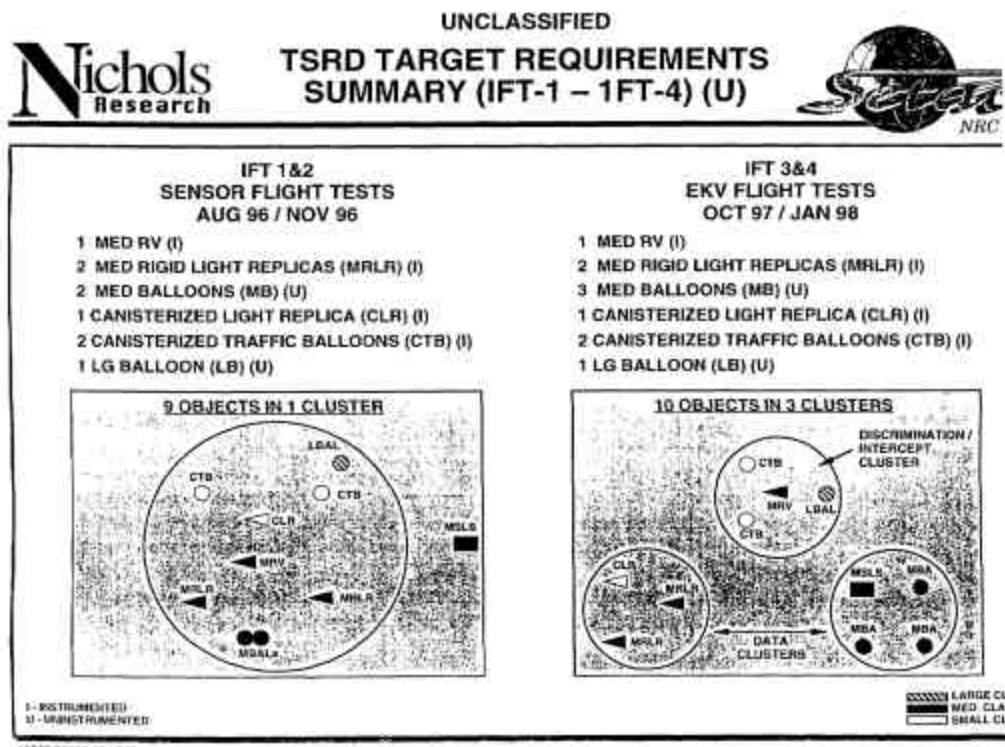 UNCLASSIFIED
Nichols
Research
TSRD TARGET REQUIREMENTS
SUMMARY (IFT-1 – 1FT-4) (U)
NRC
IFT 1&2
SENSOR FLIGHT TESTS
AUG 96 / NOV 96
1 MED RV (I)
2 MED RIGID LIGHT REPLICAS (MRLR) (I)
2 MED BALLOONS (MB) (U)
1 CANISTERIZED LIGHT REPLICA (CLR) (I)
2 CANISTERIZED TRAFFIC BALLOONS (CTB) (I)
1 LG BALLOON (LB) (U)
9 OBJECTS IN 1 CLUSTER
LBAL
CTB
CTB
CLR
MSLS
MRV
MRLR
MRLR
MBALs
IFT 3&4
EKV FLIGHT TESTS
OCT 97 / JAN 98
1 MED RV (I)
2 MED RIGID LIGHT REPLICAS (MRLR) (I)
3 MED BALLOONS (MB) (U)
1 CANISTERIZED LIGHT REPLICA (CLR) (I)
2 CANISTERIZED TRAFFIC BALLOONS (CTB) (I)
1 LG BALLOON (LB) (U)
10 OBJECTS IN 3 CLUSTERS
DISCRIMINATION /
INTERCEPT
CLUSTER
CTB
MRV
LBAL
CTB
CLR
MRLR
MRLR
MSLS
MBA
MBA
MBA
DATA
CLUSTERS
I - INSTRUMENTED
U - UNINSTRUMENTED
LARGE CL
MED CLA
SMALL CL